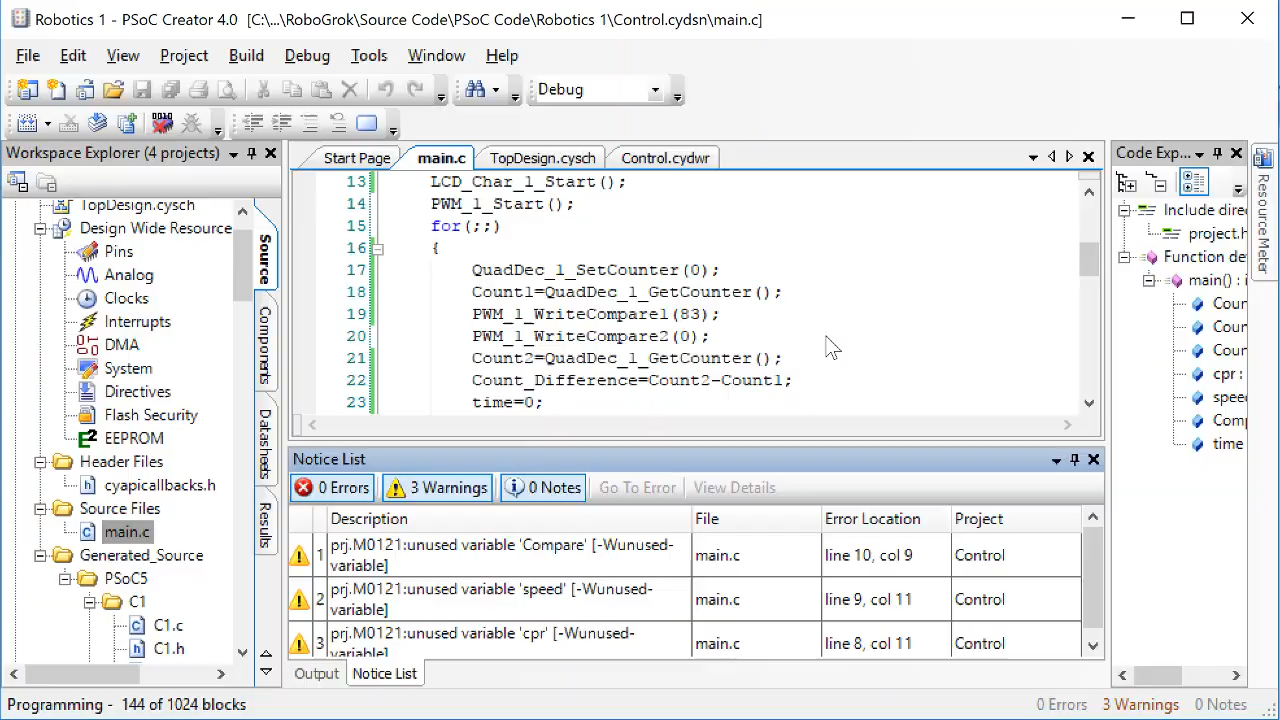 Robotics 1 - PSoC Creator 4.0 [C:\...\RoboGrok\Source Code\PSoC Code\Robotics 1\Control.cydsn\main.c]
File Edit View Project Build Debug Tools Window Help
Debug
Workspace Explorer (4 projects)
TopDesign.cysch
Design Wide Resource
Pins
Analog
Clocks
Interrupts
DMA
System
Directives
Flash Security
EEPROM
Header Files
cyapicallbacks.h
Source Files
main.c
Generated_Source
PSoC5
C1
C1.c
C1.h
Source
Components
Datasheets
Results
Start Page main.c TopDesign.cysch Control.cydwr
13 LCD_Char_1_Start();
14 PWM_1_Start();
15 for(;;)
16 {
17 QuadDec_1_SetCounter(0);
18 Count1=QuadDec_1_GetCounter();
19 PWM_1_WriteCompare1(83);
20 PWM_1_WriteCompare2(0);
21 Count2=QuadDec_1_GetCounter();
22 Count_Difference=Count2-Count1;
23 time=0;
Notice List
0 Errors 3 Warnings 0 Notes Go To Error View Details
Description File Error Location Project
1 prj.M0121:unused variable 'Compare' [-Wunused-
variable] main.c line 10, col 9 Control
2 prj.M0121:unused variable 'speed' [-Wunused-
variable] main.c line 9, col 11 Control
3 prj.M0121:unused variable 'cpr' [-Wunused-
variable] main.c line 8, col 11 Control
Output Notice List
Code Exp...
Include direc
project.h
Function de
main() : i
Coun
Coun
Coun
cpr :
spee
Comp
time
Resource Meter
Programming - 144 of 1024 blocks
0 Errors 3 Warnings 0 Notes